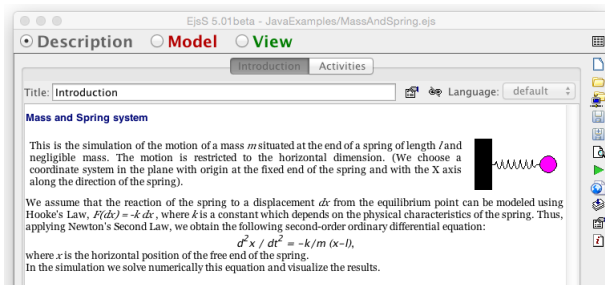 EjsS 5.01beta - JavaExamples/MassAndSpring.ejs
Description Model View
Introduction Activities
Title: Introduction Language: default
Mass and Spring system
This is the simulation of the motion of a mass m situated at the end of a spring of length l and
negligible mass. The motion is restricted to the horizontal dimension. (We choose a
coordinate system in the plane with origin at the fixed end of the spring and with the X axis
along the direction of the spring).
We assume that the reaction of the spring to a displacement dx from the equilibrium point can be modeled using
Hooke's Law, F(dx) = -k dx , where k is a constant which depends on the physical characteristics of the spring. Thus,
applying Newton's Second Law, we obtain the following second-order ordinary differential equation:
d²x / dt² = -k/m (x-l),
where x is the horizontal position of the free end of the spring.
In the simulation we solve numerically this equation and visualize the results.